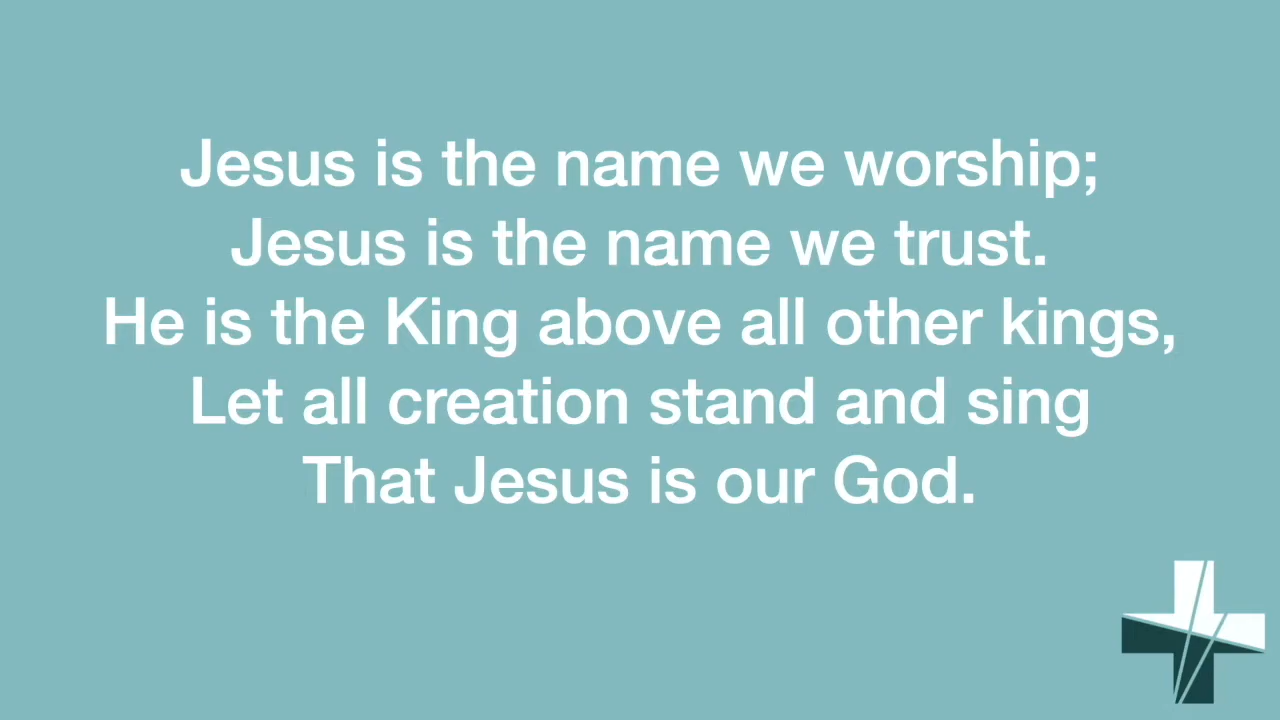 Jesus is the name we worship;
Jesus is the name we trust.
He is the King above all other kings,
Let all creation stand and sing
That Jesus is our God.